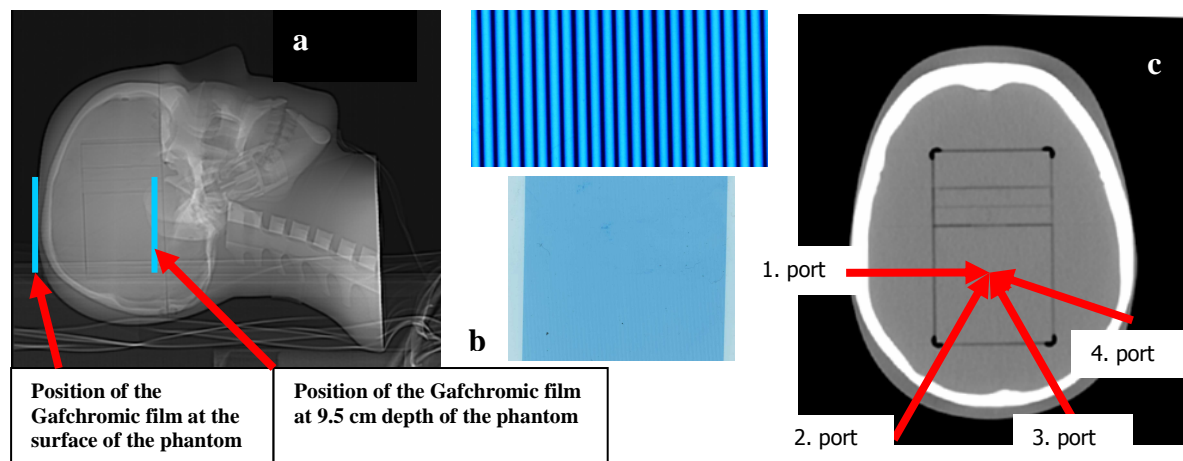 a
b
c
Position of the
Gafchromic film at the
surface of the phantom
Position of the Gafchromic film
at 9.5 cm depth of the phantom
1. port
2. port
3. port
4. port